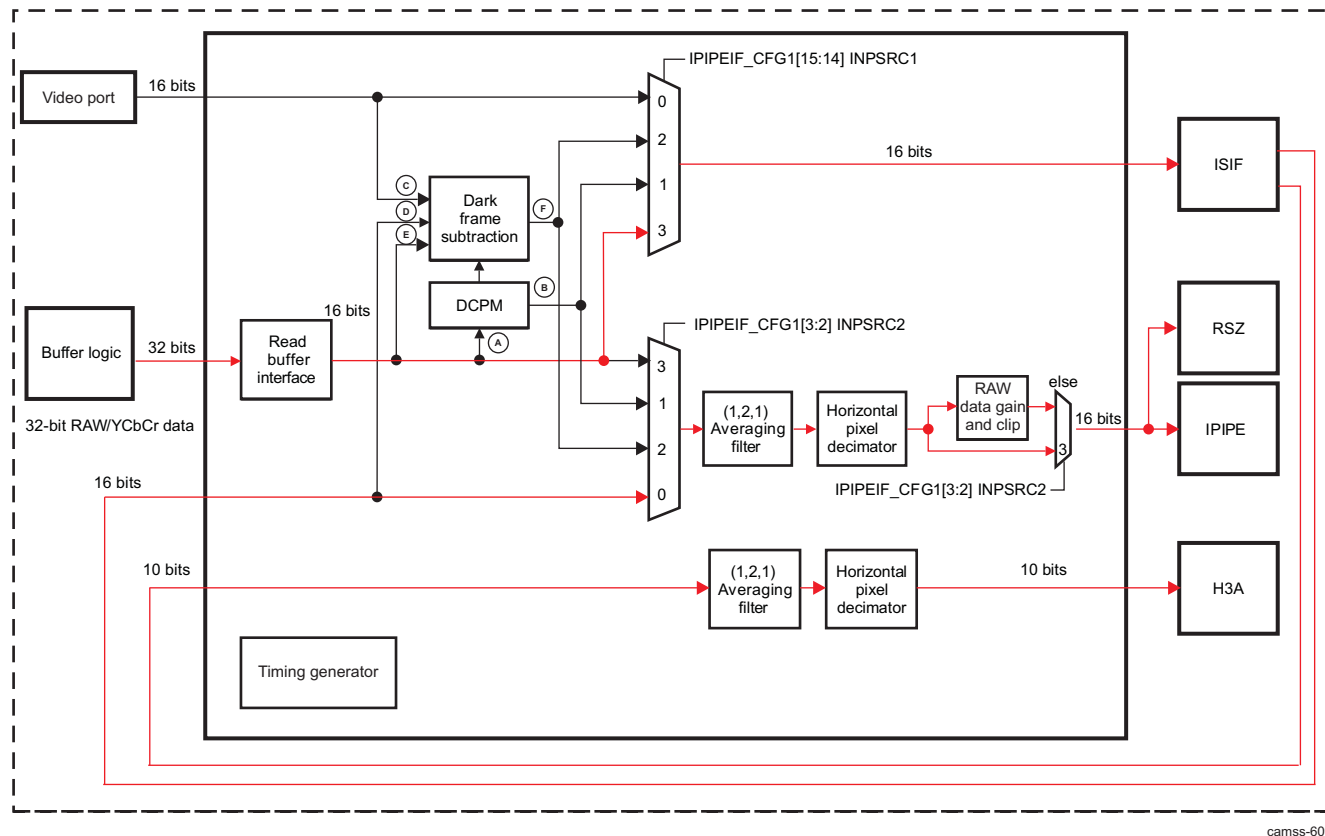 IPIPEIF_CFG1[15:14] INPSRC1
Video port
16 bits
0
2
1
3
16 bits
ISIF
C
D
E
Dark
frame
subtraction
F
DCPM
B
A
Buffer logic
32 bits
32-bit RAW/YCbCr data
Read
buffer
interface
16 bits
IPIPEIF_CFG1[3:2] INPSRC2
3
1
2
0
(1,2,1)
Averaging
filter
Horizontal
pixel
decimator
RAW
data gain
and clip
else
3
16 bits
IPIPEIF_CFG1[3:2] INPSRC2
RSZ
IPIPE
16 bits
10 bits
(1,2,1)
Averaging
filter
Horizontal
pixel
decimator
10 bits
H3A
Timing generator
camss-60